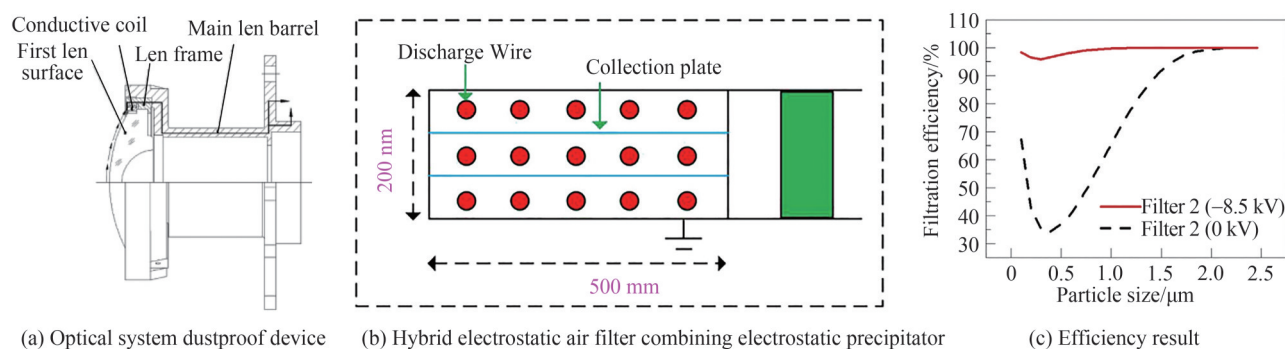 Conductive coil
First len
surface
Len frame
Main len barrel
(a) Optical system dustproof device
Discharge Wire
Collection plate
200 mm
500 mm
(b) Hybrid electrostatic air filter combining electrostatic precipitator
110
100
90
80
70
60
50
40
30
Filtration efficiency/%
Filter 2 (−8.5 kV)
Filter 2 (0 kV)
0 0.5 1.0 1.5 2.0 2.5
Particle size/μm
(c) Efficiency result